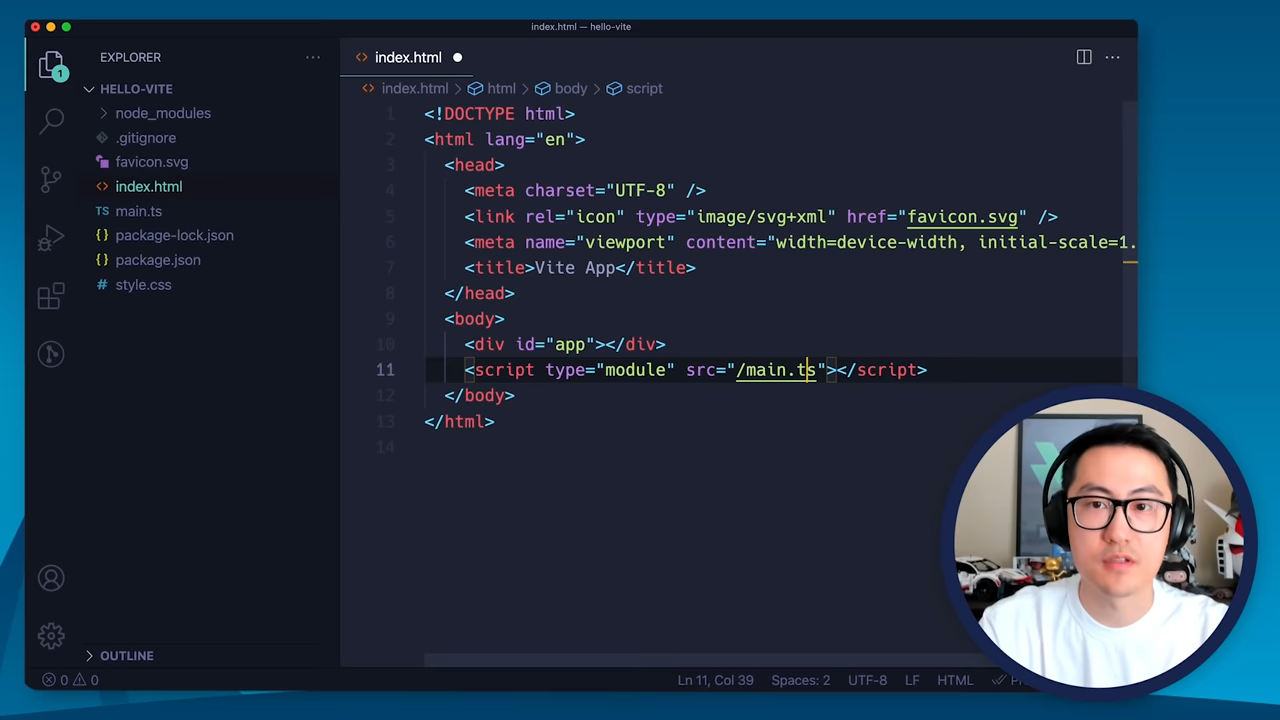 index.html — hello-vite
EXPLORER
1
HELLO-VITE
node_modules
.gitignore
favicon.svg
index.html
TS main.ts
{} package-lock.json
{} package.json
# style.css
OUTLINE
index.html
index.html > html > body > script
1 <!DOCTYPE html>
2 <html lang="en">
3 <head>
4 <meta charset="UTF-8" />
5 <link rel="icon" type="image/svg+xml" href="favicon.svg" />
6 <meta name="viewport" content="width=device-width, initial-scale=1.
7 <title>Vite App</title>
8 </head>
9 <body>
10 <div id="app"></div>
11 <script type="module" src="/main.ts"></script>
12 </body>
13 </html>
14
0 0
Ln 11, Col 39 Spaces: 2 UTF-8 LF HTML